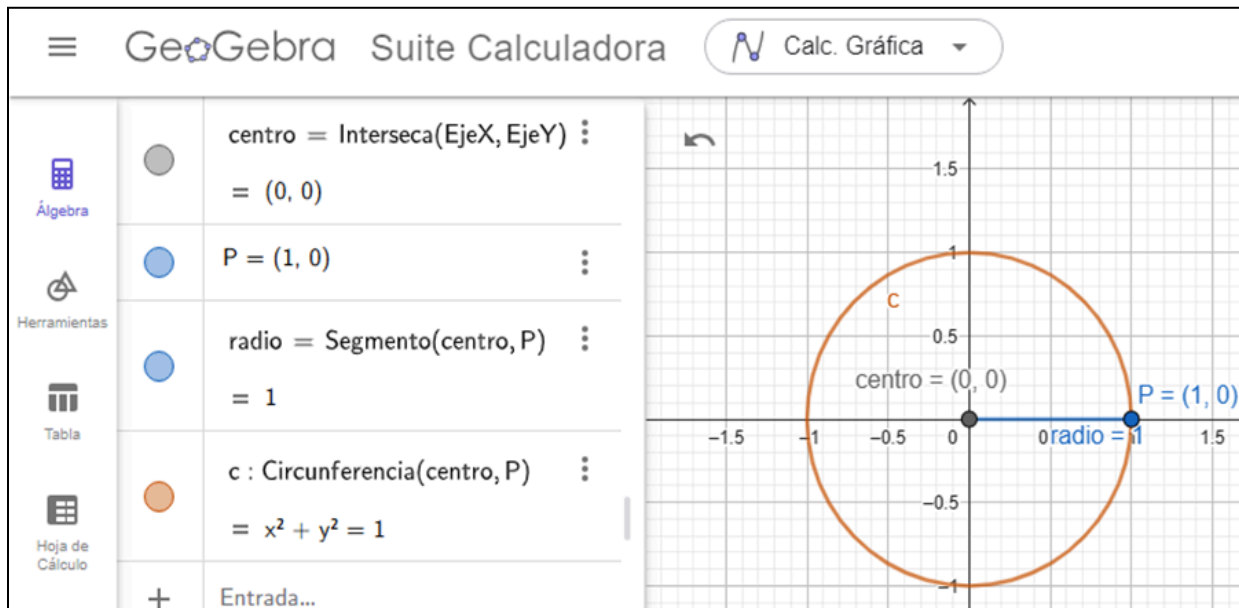 GeoGebra Suite Calculadora Calc. Gráfica
centro = Interseca(EjeX, EjeY)
= (0, 0)
P = (1, 0)
radio = Segmento(centro, P)
= 1
c : Circunferencia(centro, P)
= x² + y² = 1
Entrada...
Álgebra
Herramientas
Tabla
Hoja de
Cálculo
1.5
1
c
0.5
centro = (0, 0)
P = (1, 0)
−1.5 −1 −0.5 0 0 radio = 1 1 1.5
−0.5
−1